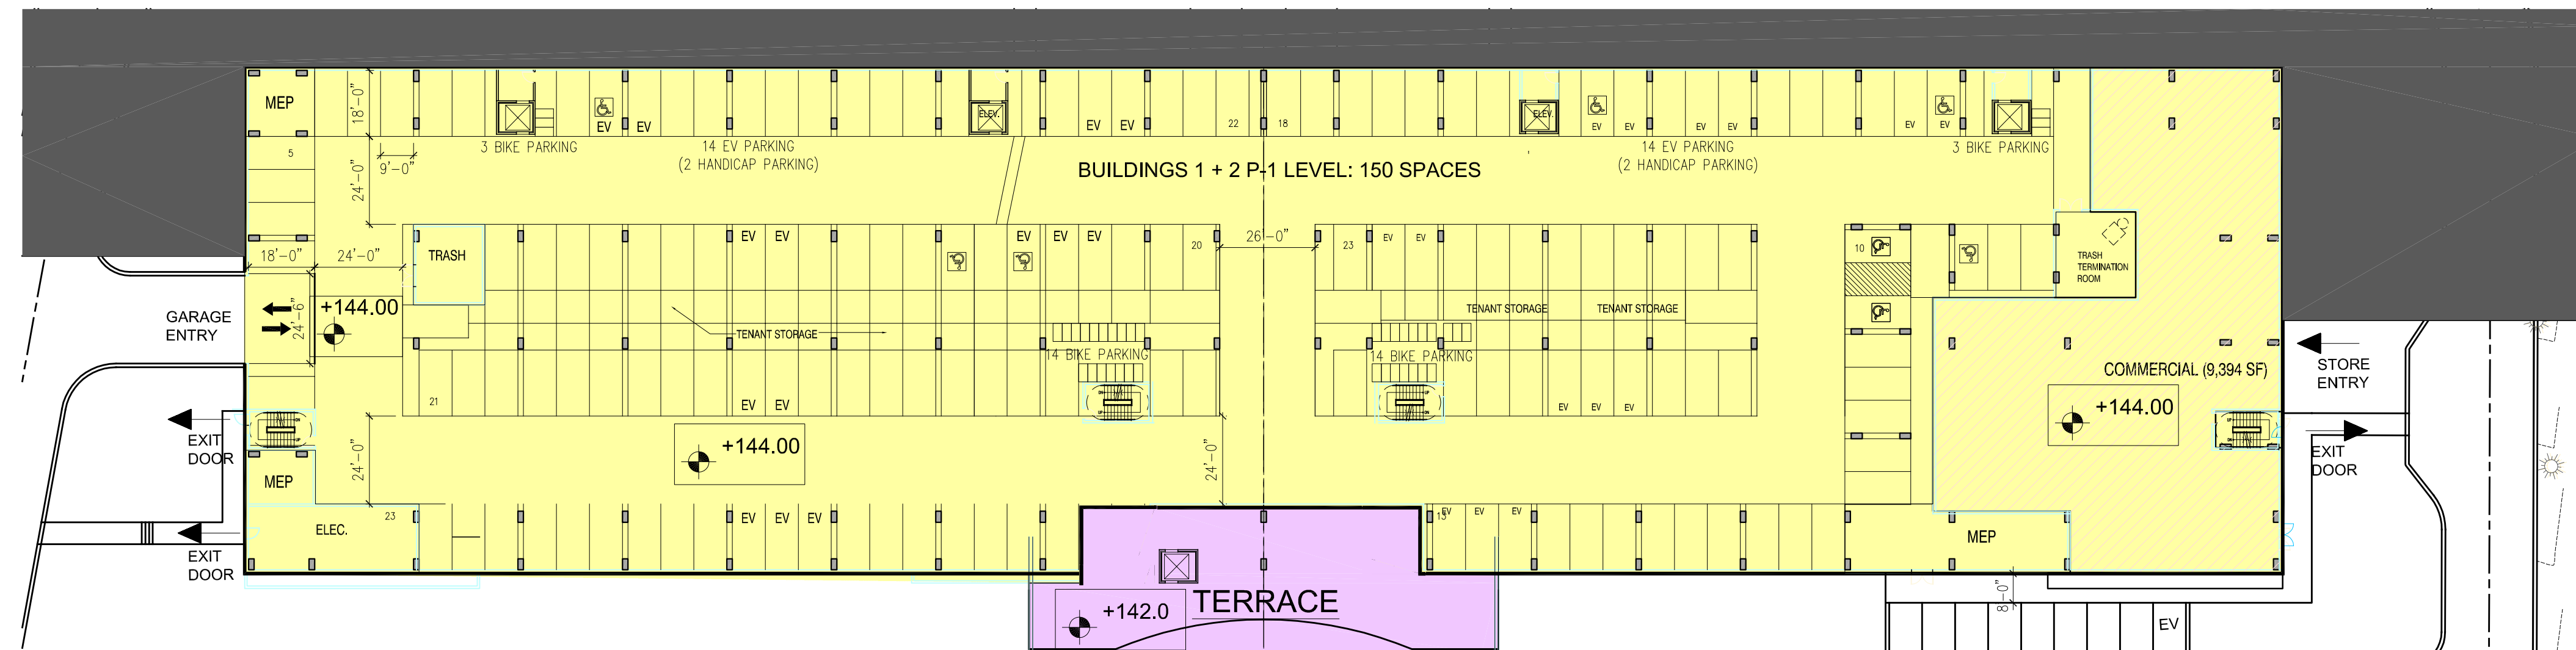 MEP
18'-0"
ELEV.
ELEV.
EV EV
EV EV
22 18
EV EV
EV EV
EV EV
5
9'-0"
24'-0"
3 BIKE PARKING
14 EV PARKING
(2 HANDICAP PARKING)
BUILDINGS 1 + 2 P-1 LEVEL: 150 SPACES
14 EV PARKING
(2 HANDICAP PARKING)
3 BIKE PARKING
18'-0"
24'-0"
TRASH
EV EV
EV EV EV
20
26'-0"
23
EV EV
10
TRASH
TERMINATION
ROOM
GARAGE
ENTRY
24'-6"
+144.00
TENANT STORAGE
14 BIKE PARKING
14 BIKE PARKING
TENANT STORAGE
TENANT STORAGE
COMMERCIAL (9,394 SF)
+144.00
STORE
ENTRY
21
EV EV
EV EV EV
EXIT
DOOR
MEP
24'-0"
+144.00
24'-0"
EXIT
DOOR
ELEC.
23
EV EV EV
13
EV EV EV
MEP
EXIT
DOOR
TERRACE
+142.0
8'-0"
EV